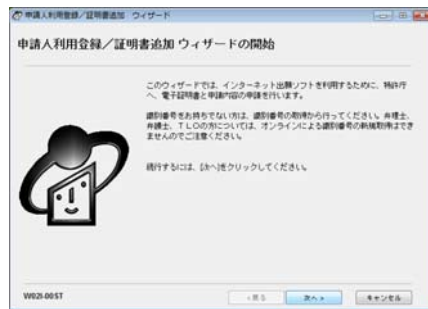 申請人利用登録/証明書追加 ウィザード
申請人利用登録/証明書追加 ウィザードの開始
このウィザードでは、インターネット出願ソフトを利用するために、特許庁
へ、電子証明書と申請内容の申請を行います。
識別番号をお持ちでない方は、識別番号の取得から行ってください。弁理士、
弁護士、TLOの方については、オンラインによる識別番号の新規取得はでき
ませんのでご注意ください。
続行するには、[次へ]をクリックしてください。
W021-00ST
<戻る
次へ>
キャンセル